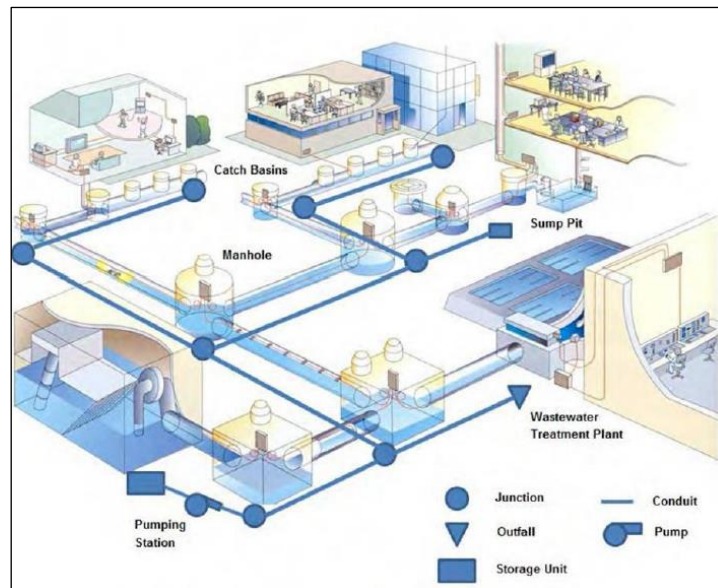 Catch Basins
Sump Pit
Manhole
Wastewater
Treatment Plant
Pumping
Station
Junction
Conduit
Outfall
Pump
Storage Unit